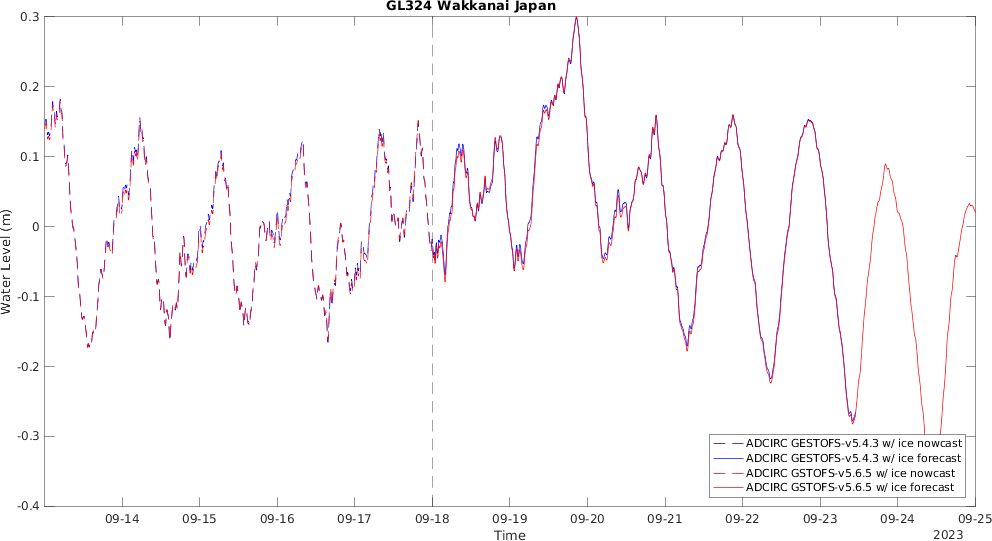 GL324 Wakkanai Japan
Water Level (m)
0.3
0.2
0.1
0
-0.1
-0.2
-0.3
-0.4
ADCIRC GESTOFS-v5.4.3 w/ ice nowcast
ADCIRC GESTOFS-v5.4.3 w/ ice forecast
ADCIRC GSTOFS-v5.6.5 w/ ice nowcast
ADCIRC GSTOFS-v5.6.5 w/ ice forecast
09-14 09-15 09-16 09-17 09-18 09-19 09-20 09-21 09-22 09-23 09-24 09-25
Time
2023